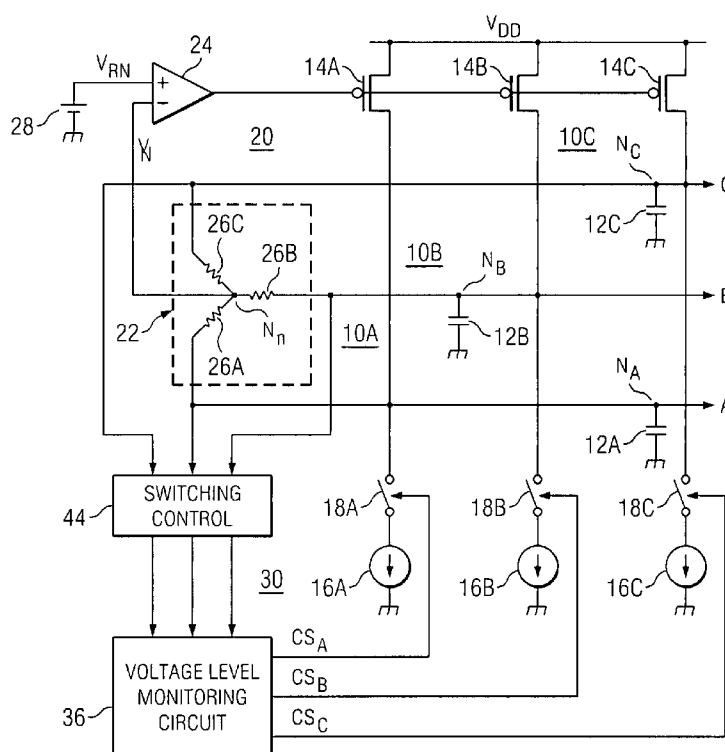 V_DD
24
V_RN
14A
14B
14C
28
V_N
20
10C
N_C
C
26C
12C
26B
10B
N_B
B
22
N_n
10A
12B
26A
N_A
A
12A
SWITCHING CONTROL
44
18A
18B
18C
30
16A
16B
16C
CS_A
VOLTAGE LEVEL MONITORING CIRCUIT
CS_B
36
CS_C